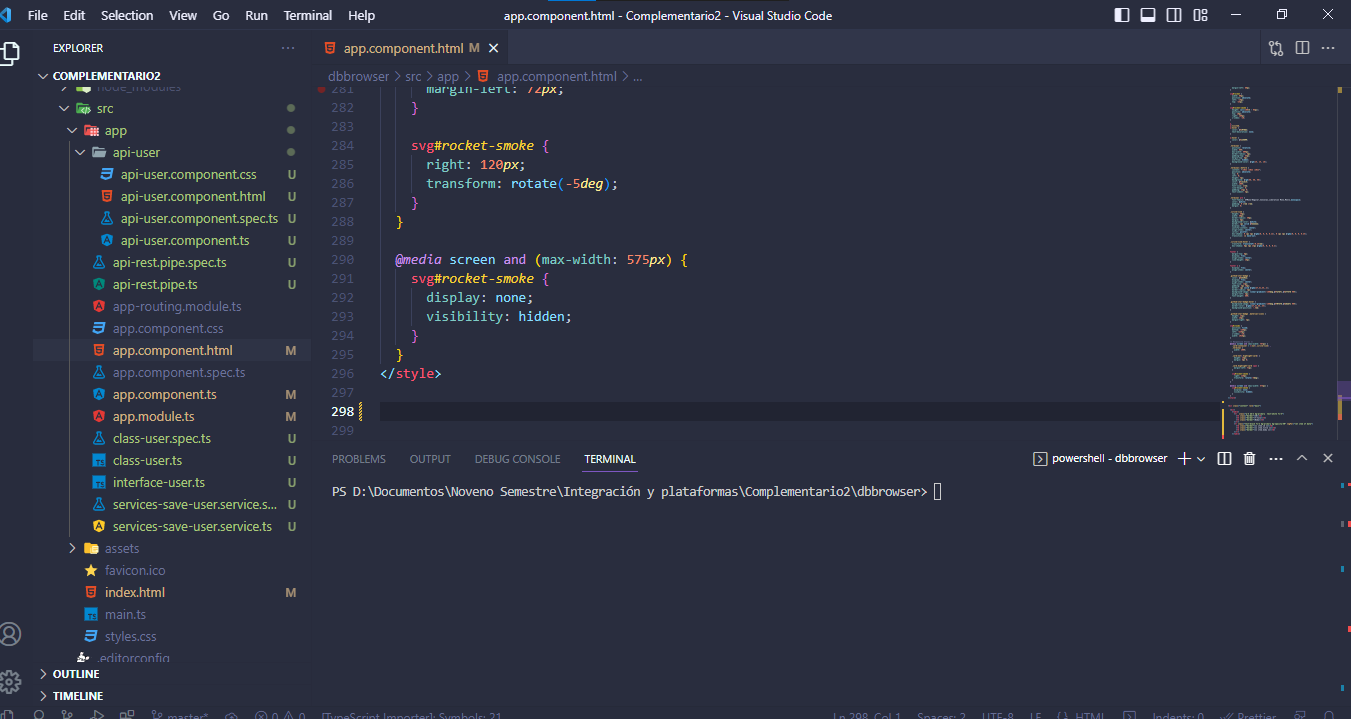 File Edit Selection View Go Run Terminal Help app.component.html - Complementario2 - Visual Studio Code
EXPLORER
COMPLEMENTARIO2
node_modules
src
app
api-user
api-user.component.css U
api-user.component.html U
api-user.component.spec.ts U
api-user.component.ts U
api-rest.pipe.spec.ts U
api-rest.pipe.ts U
app-routing.module.ts
app.component.css
app.component.html M
app.component.spec.ts
app.component.ts M
app.module.ts M
class-user.spec.ts U
class-user.ts U
interface-user.ts U
services-save-user.service.s... U
services-save-user.service.ts U
assets
favicon.ico
index.html M
main.ts
styles.css
.editorconfig
OUTLINE
TIMELINE
app.component.html M
dbbrowser > src > app > app.component.html > ...
281 margin-left: 72px;
282 }
283
284 svg#rocket-smoke {
285 right: 120px;
286 transform: rotate(-5deg);
287 }
288 }
289
290 @media screen and (max-width: 575px) {
291 svg#rocket-smoke {
292 display: none;
293 visibility: hidden;
294 }
295 }
296 </style>
297
298
299
PROBLEMS OUTPUT DEBUG CONSOLE TERMINAL powershell - dbbrowser
PS D:\Documentos\Noveno Semestre\Integración y plataformas\Complementario2\dbbrowser>
master* 0 0 [TypeScript Importer]: Symbols: 21 Ln 298, Col 1 Spaces: 2 UTF-8 LF {} HTML Indents: 0 Prettier